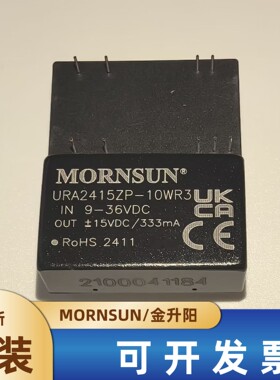 MORNSUN®
URA2415ZP-10WR3
IN 9-36VDC
OUT ±15VDC/333mA
RoHS 2411
UK
CA
CE
2100041184
新
装
MORNSUN/金升阳
可开发票